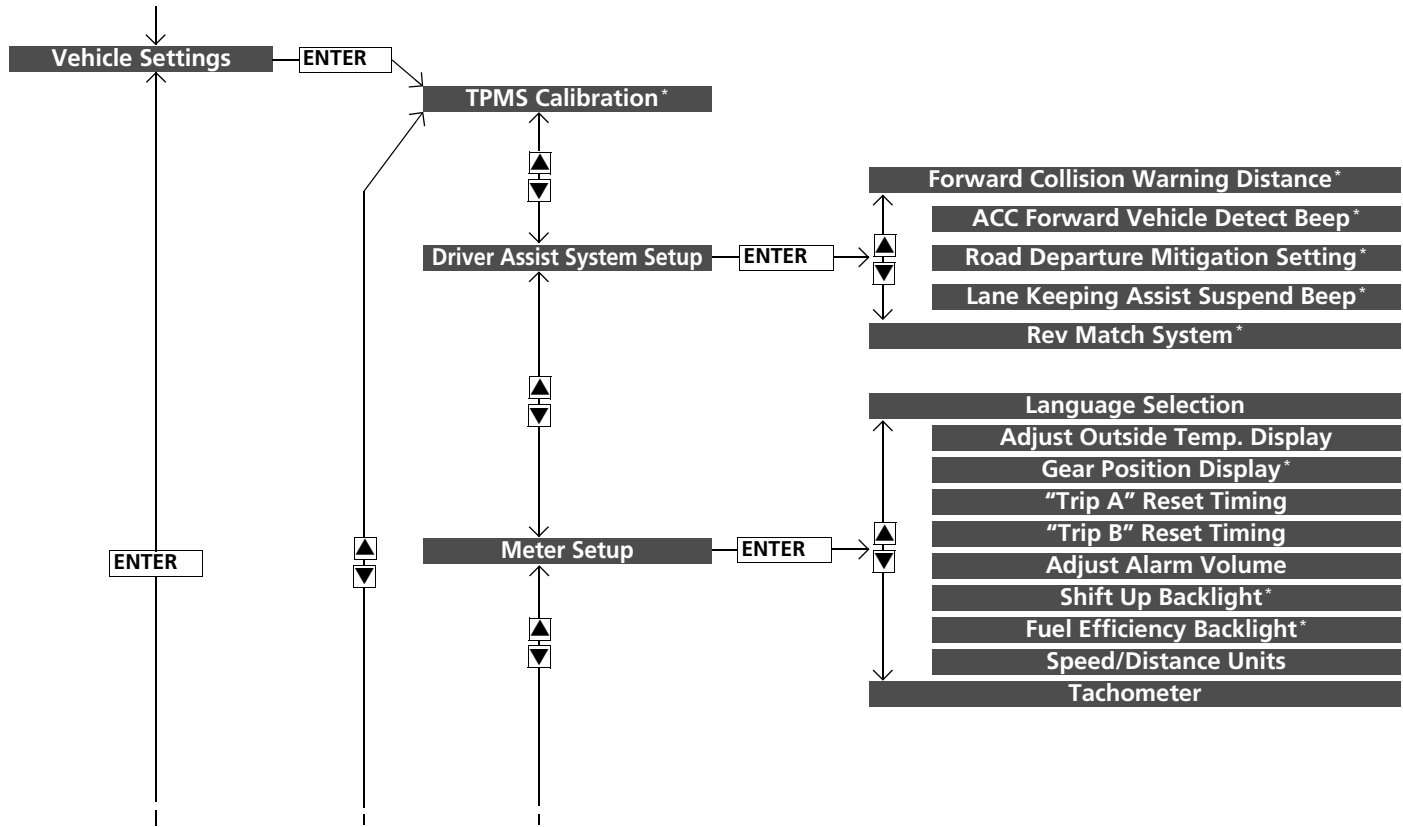 Vehicle Settings
ENTER
TPMS Calibration*
▲
▼
Forward Collision Warning Distance*
ACC Forward Vehicle Detect Beep*
Driver Assist System Setup
ENTER
▲
▼
Road Departure Mitigation Setting*
Lane Keeping Assist Suspend Beep*
Rev Match System*
▲
▼
Language Selection
Adjust Outside Temp. Display
Gear Position Display*
“Trip A” Reset Timing
“Trip B” Reset Timing
ENTER
▲
▼
Meter Setup
ENTER
▲
▼
Adjust Alarm Volume
Shift Up Backlight*
Fuel Efficiency Backlight*
▲
▼
Speed/Distance Units
Tachometer